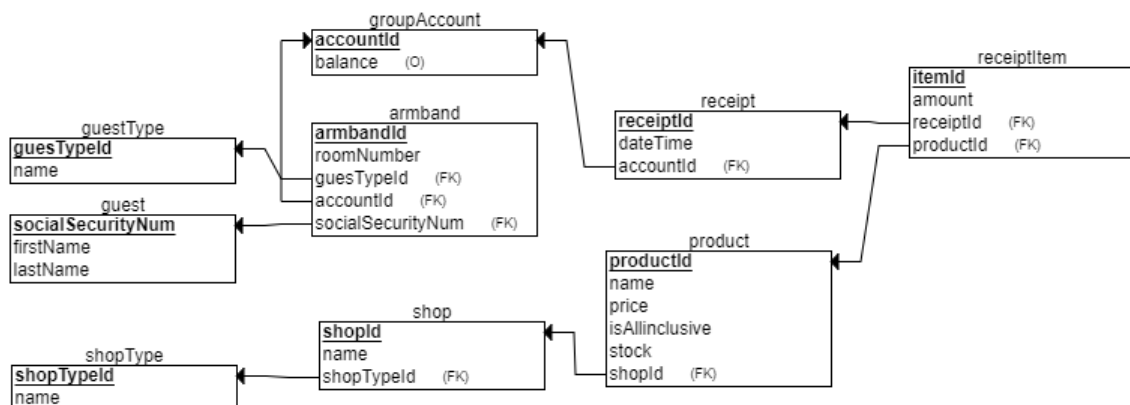 groupAccount
accountId
balance (O)
receiptItem
itemId
amount
receiptId (FK)
productId (FK)
receipt
receiptId
dateTime
accountId (FK)
armband
armbandId
roomNumber
guesTypeId (FK)
accountId (FK)
socialSecurityNum (FK)
guestType
guesTypeId
name
guest
socialSecurityNum
firstName
lastName
product
productId
name
price
isAllinclusive
stock
shopId (FK)
shop
shopId
name
shopTypeId (FK)
shopType
shopTypeId
name